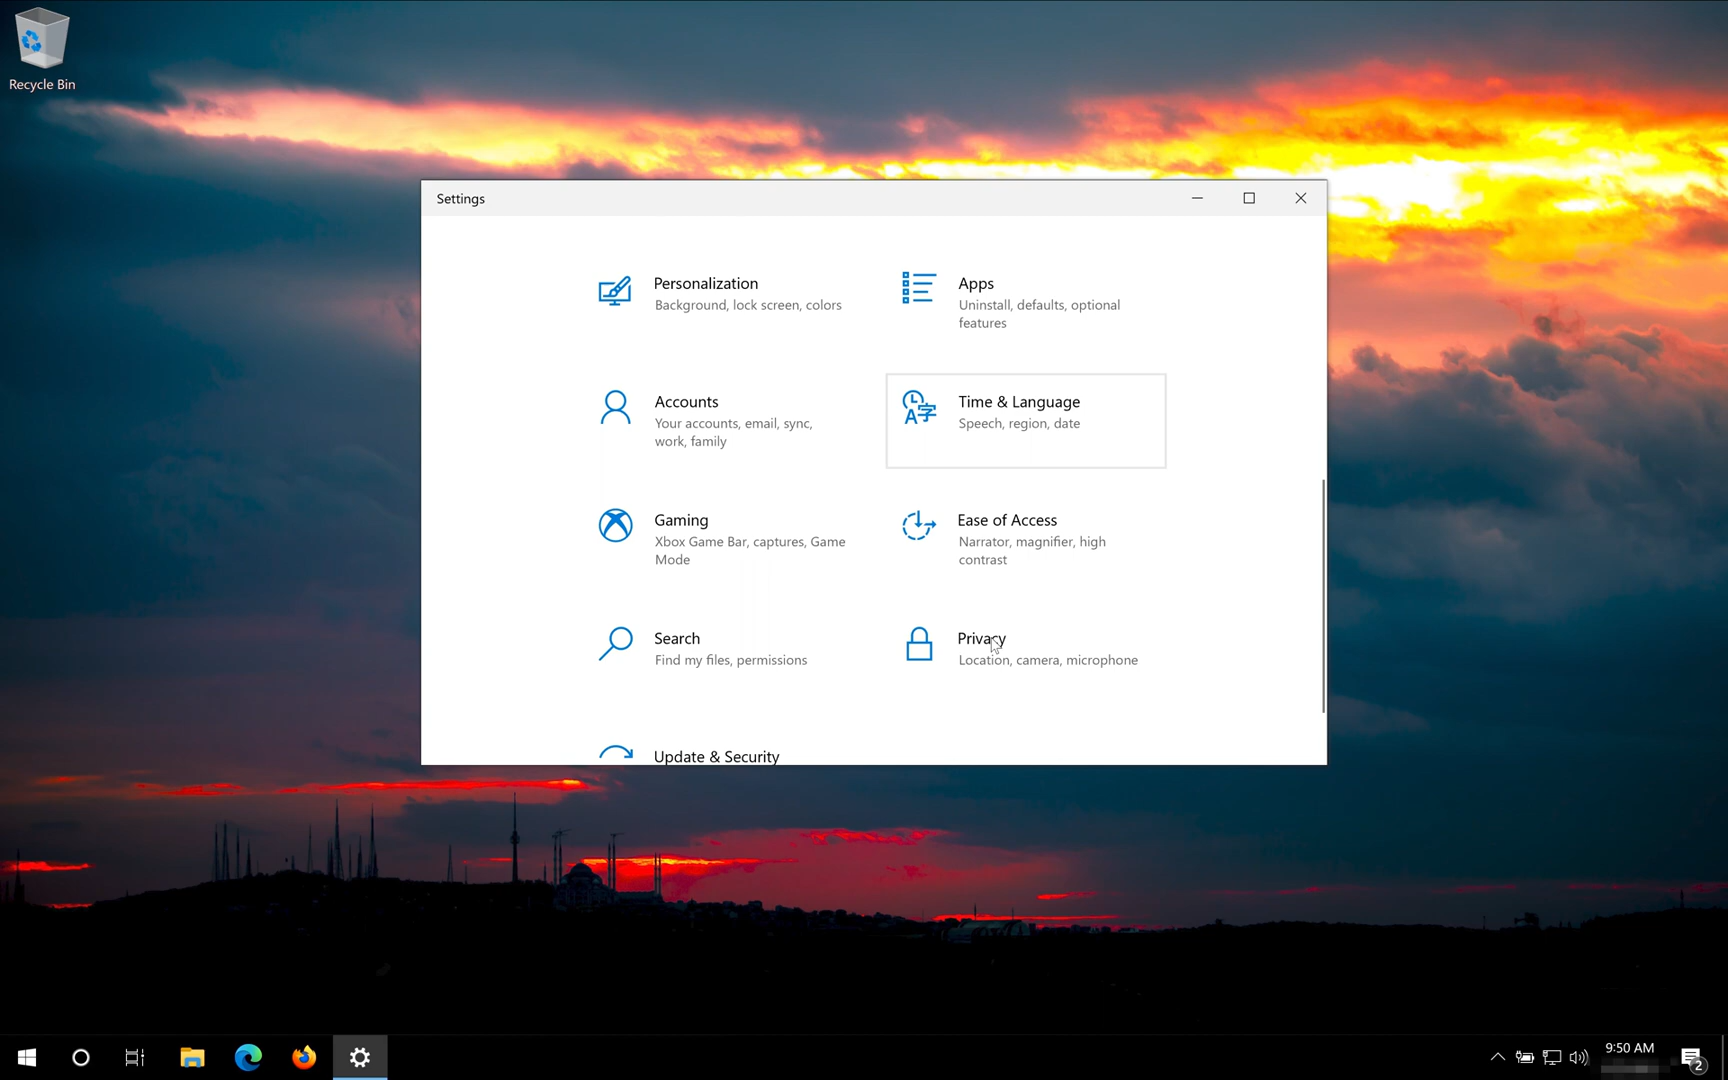 Recycle Bin
Settings
Personalization
Background, lock screen, colors
Apps
Uninstall, defaults, optional
features
Accounts
Your accounts, email, sync,
work, family
Time & Language
Speech, region, date
Gaming
Xbox Game Bar, captures, Game
Mode
Ease of Access
Narrator, magnifier, high
contrast
Search
Find my files, permissions
Privacy
Location, camera, microphone
Update & Security
9:50 AM
2